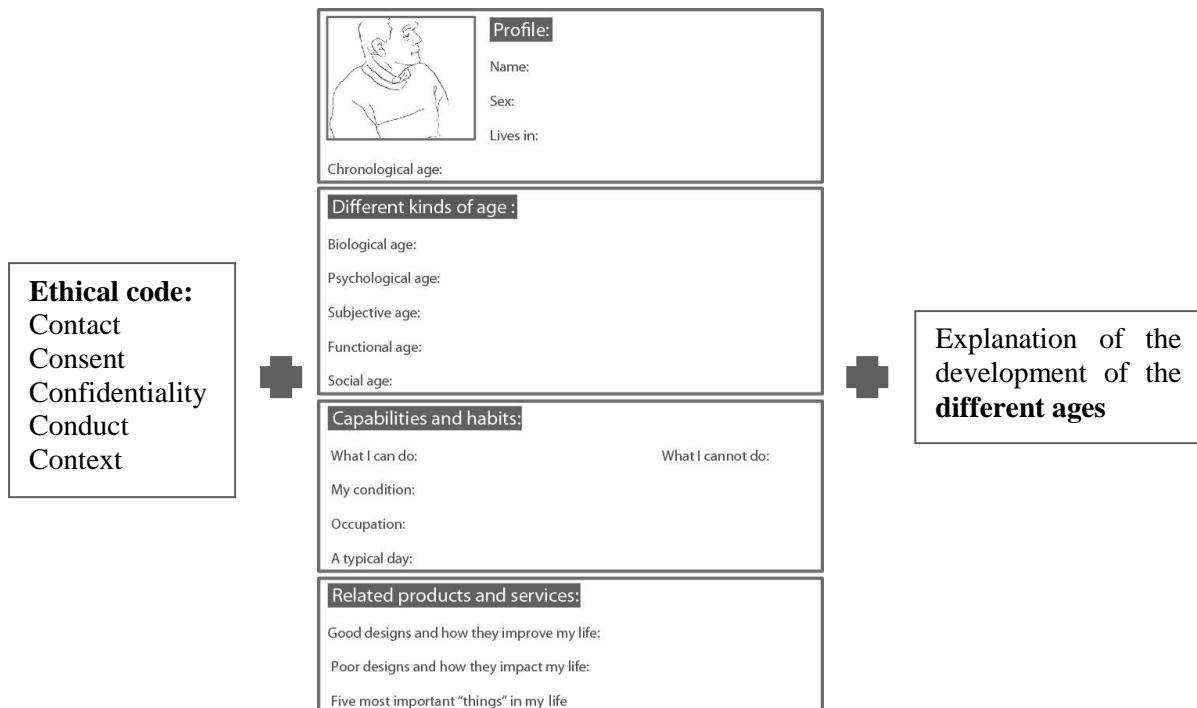 Ethical code:
Contact
Consent
Confidentiality
Conduct
Context
Profile:
Name:
Sex:
Lives in:
Chronological age:
Different kinds of age :
Biological age:
Psychological age:
Subjective age:
Functional age:
Social age:
Capabilities and habits:
What I can do: What I cannot do:
My condition:
Occupation:
A typical day:
Related products and services:
Good designs and how they improve my life:
Poor designs and how they impact my life:
Five most important “things” in my life
Explanation of the
development of the
different ages